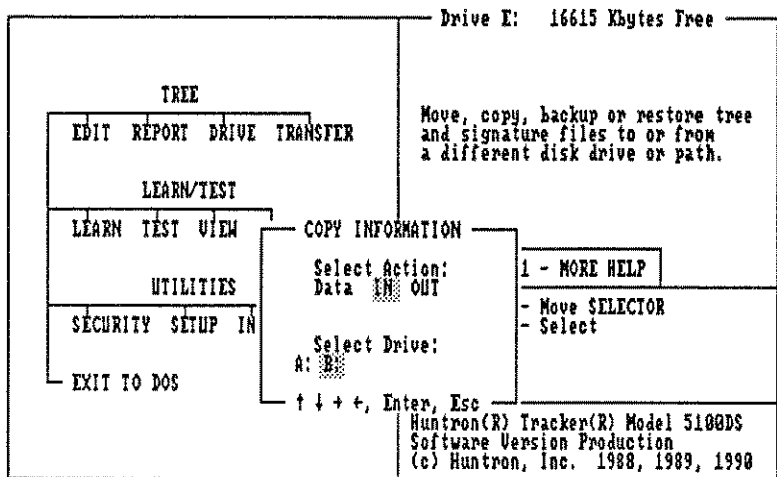 Drive E: 16615 Kbytes Free
TREE
EDIT REPORT DRIVE TRANSFER
Move, copy, backup or restore tree
and signature files to or from
a different disk drive or path.
LEARN/TEST
LEARN TEST VIEW
COPY INFORMATION
Select Action:
Data IN OUT
1 - MORE HELP
UTILITIES
SECURITY SETUP IN
- Move SELECTOR
- Select
Select Drive:
A: B:
EXIT TO DOS
↑ ↓ → ←, Enter, Esc
Huntron(R) Tracker(R) Model 5100DS
Software Version Production
(c) Huntron, Inc. 1988, 1989, 1990